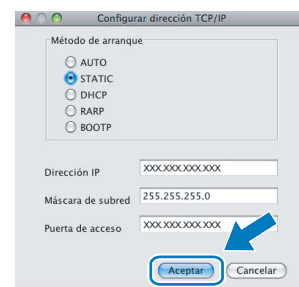 Configurar dirección TCP/IP
Método de arranque
AUTO
STATIC
DHCP
RARP
BOOTP
Dirección IP XXX.XXX.XXX.XXX
Máscara de subred 255.255.255.0
Puerta de acceso XXX.XXX.XXX.XXX
Aceptar Cancelar